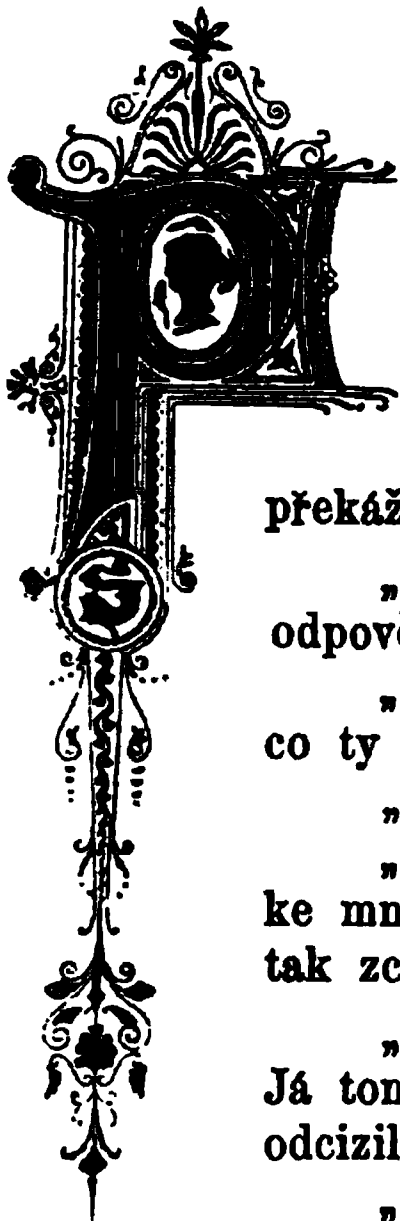 P
překáž
„
odpově
„
co ty
„
„
ke mn
tak zc
„
Já ton
odcizil
„